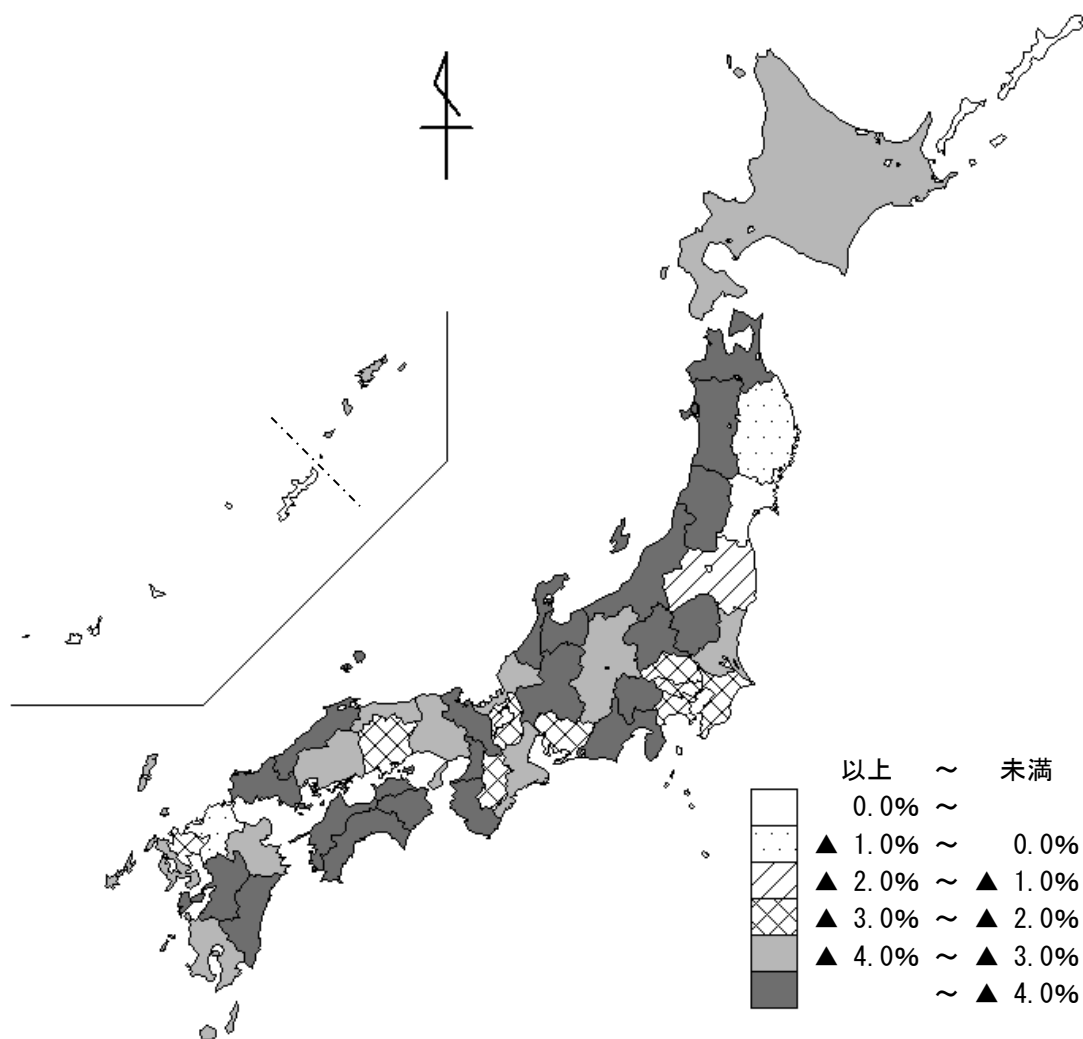 以上 ～ 未満
0.0% ～
▲ 1.0% ～ 0.0%
▲ 2.0% ～ ▲ 1.0%
▲ 3.0% ～ ▲ 2.0%
▲ 4.0% ～ ▲ 3.0%
～ ▲ 4.0%